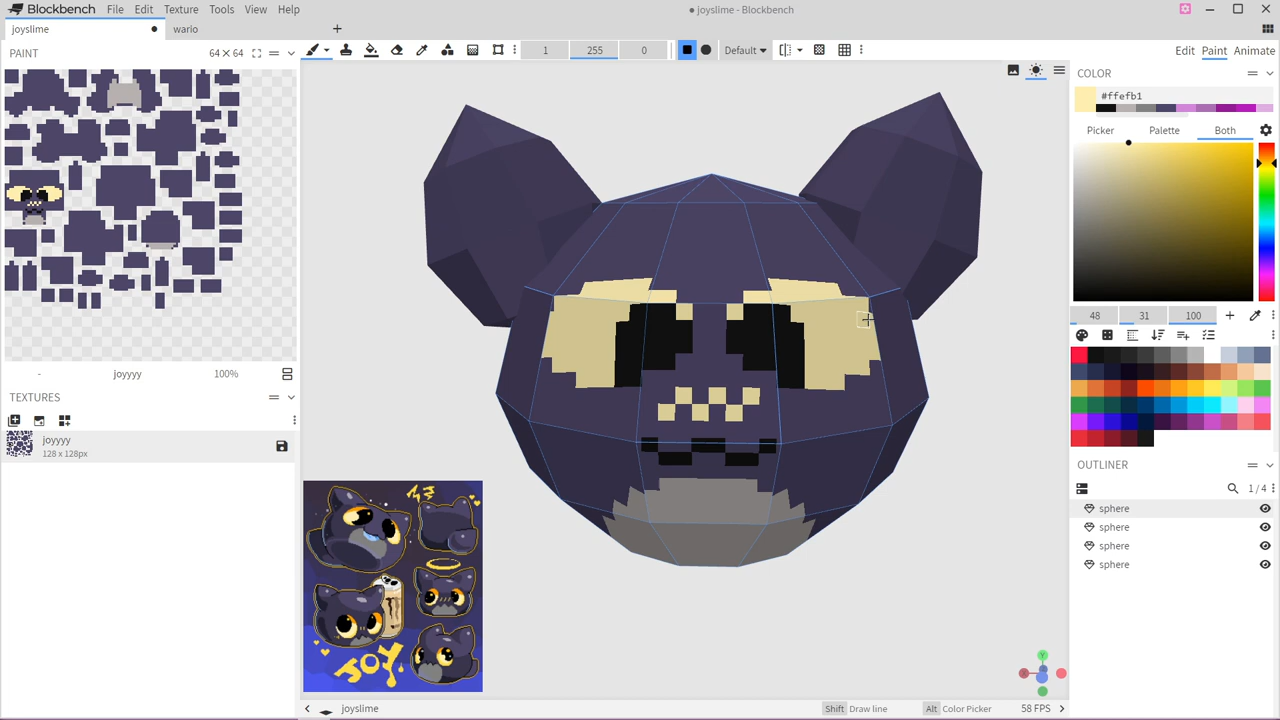 Blockbench
File Edit Texture Tools View Help
joyslime - Blockbench
joyslime
wario
PAINT
64 × 64
1
255
0
Default
Edit Paint Animate
COLOR
#ffefb1
Picker
Palette
Both
joyyyy
100%
48
31
100
TEXTURES
joyyyy
128 x 128px
OUTLINER
1 / 4
sphere
sphere
sphere
sphere
JOY
joyslime
Shift Draw line
Alt Color Picker
58 FPS